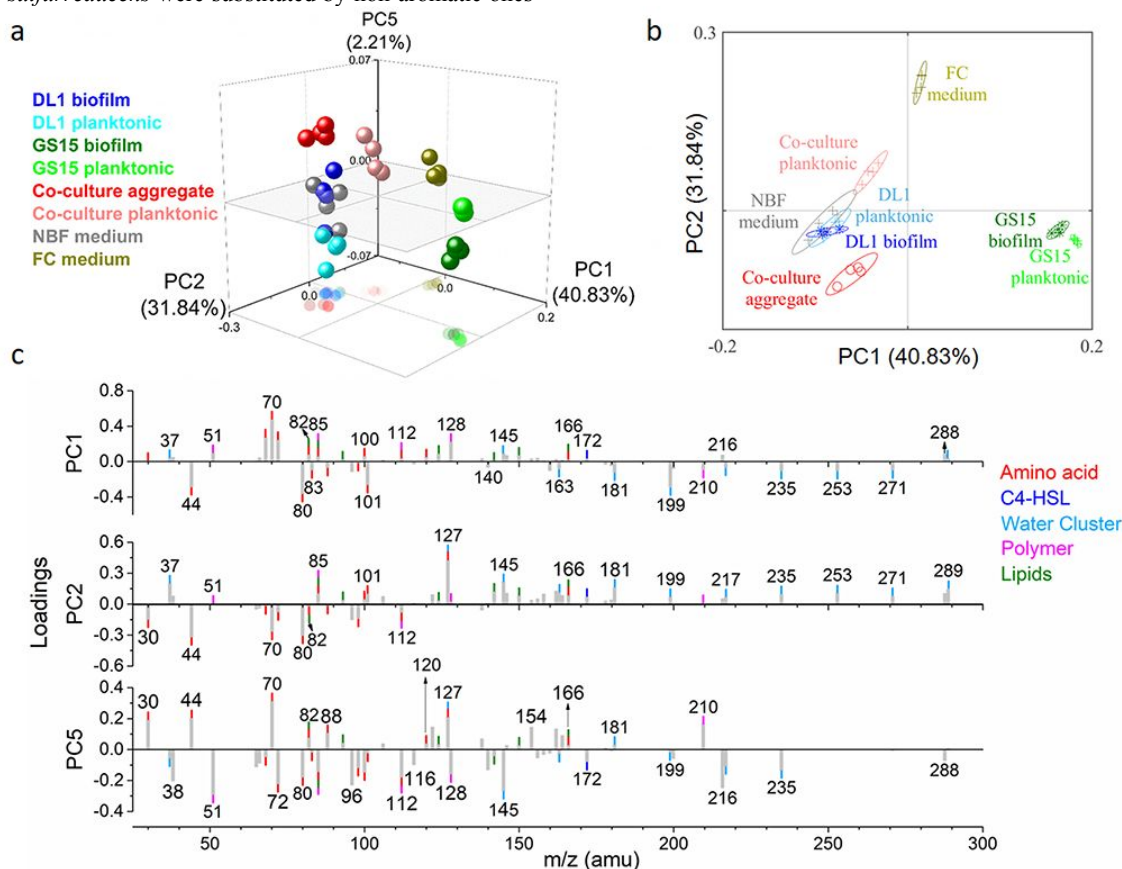 sulfurreducens were substituted by non-aromatic ones
a
PC5
(2.21%)
0.07
0.00
-0.07
PC2
(31.84%)
PC1
(40.83%)
-0.3
0.0
0.0
0.2
DL1 biofilm
DL1 planktonic
GS15 biofilm
GS15 planktonic
Co-culture aggregate
Co-culture planktonic
NBF medium
FC medium
b
0.3
PC2 (31.84%)
FC
medium
Co-culture
planktonic
NBF
medium
DL1
planktonic
DL1 biofilm
Co-culture
aggregate
GS15
biofilm
GS15
planktonic
-0.2
0.2
PC1 (40.83%)
c
Loadings
PC1
0.8
0.4
0.0
-0.4
37 51 70 82 85 100 112 128 145 166 172 216 288
44 80 83 101 140 163 181 199 210 235 253 271
PC2
0.6
0.3
0.0
-0.3
-0.6
37 51 85 101 127 145 166 181 199 217 235 253 271 289
30 44 70 80 82 112
PC5
0.4
0.2
0.0
-0.2
-0.4
30 44 70 82 88 120 127 154 166 181 210
38 51 72 80 96 112 116 128 145 172 199 216 235 288
Amino acid
C4-HSL
Water Cluster
Polymer
Lipids
50 100 150 200 250 300
m/z (amu)